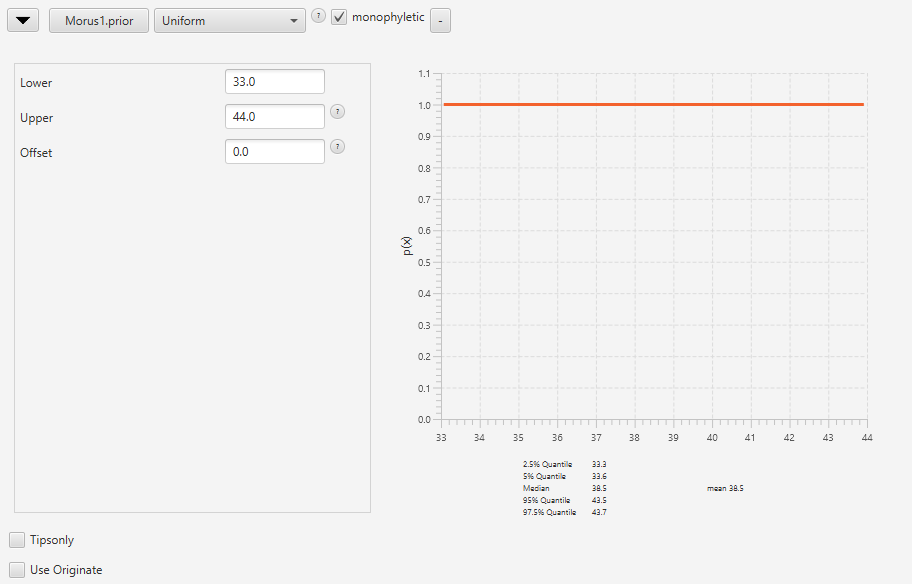 Morus1.prior Uniform ? monophyletic -
Lower 33.0
Upper 44.0 ?
Offset 0.0 ?
1.1
1.0
0.9
0.8
0.7
0.6
0.5
0.4
0.3
0.2
0.1
0.0
p(x)
33 34 35 36 37 38 39 40 41 42 43 44
2.5% Quantile 33.3
5% Quantile 33.6
Median 38.5 mean 38.5
95% Quantile 43.5
97.5% Quantile 43.7
Tipsonly
Use Originate